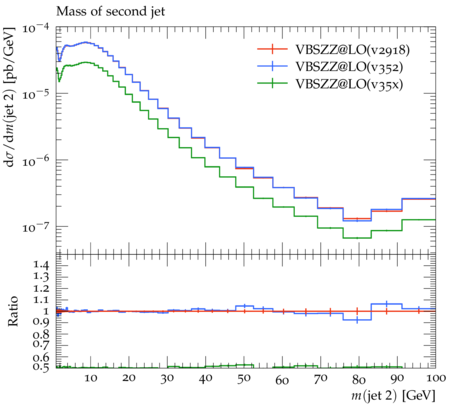 Mass of second jet
10⁻⁴
10⁻⁵
10⁻⁶
10⁻⁷
dσ/dm(jet 2) [pb/GeV]
VBSZZ@LO(v2918)
VBSZZ@LO(v352)
VBSZZ@LO(v35x)
1.4
1.3
1.2
1.1
1
0.9
0.8
0.7
0.6
0.5
Ratio
10 20 30 40 50 60 70 80 90 100
m(jet 2) [GeV]